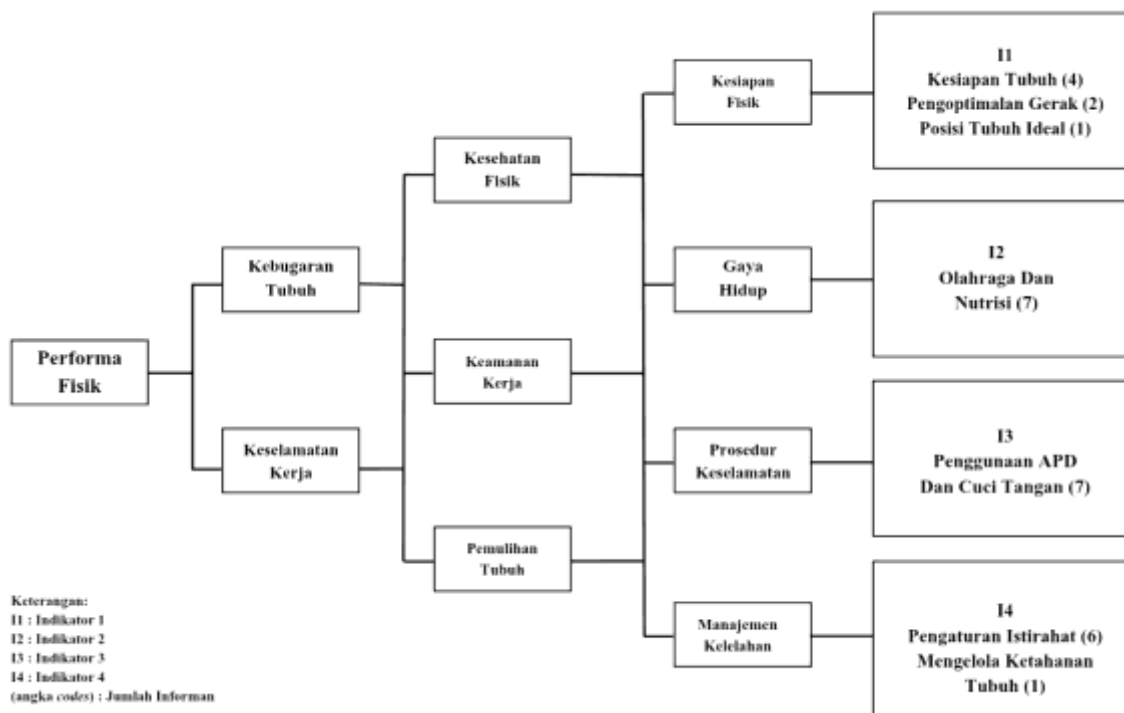 Performa
Fisik
Kebugaran
Tubuh
Keselamatan
Kerja
Kesehatan
Fisik
Keamanan
Kerja
Pemulihan
Tubuh
Kesiapan
Fisik
Gaya
Hidup
Prosedur
Keselamatan
Manajemen
Kelelahan
I1
Kesiapan Tubuh (4)
Pengoptimalan Gerak (2)
Posisi Tubuh Ideal (1)
I2
Olahraga Dan
Nutrisi (7)
I3
Penggunaan APD
Dan Cuci Tangan (7)
I4
Pengaturan Istirahat (6)
Mengelola Ketahanan
Tubuh (1)
Keterangan:
I1 : Indikator 1
I2 : Indikator 2
I3 : Indikator 3
I4 : Indikator 4
(angka codes) : Jumlah Informan